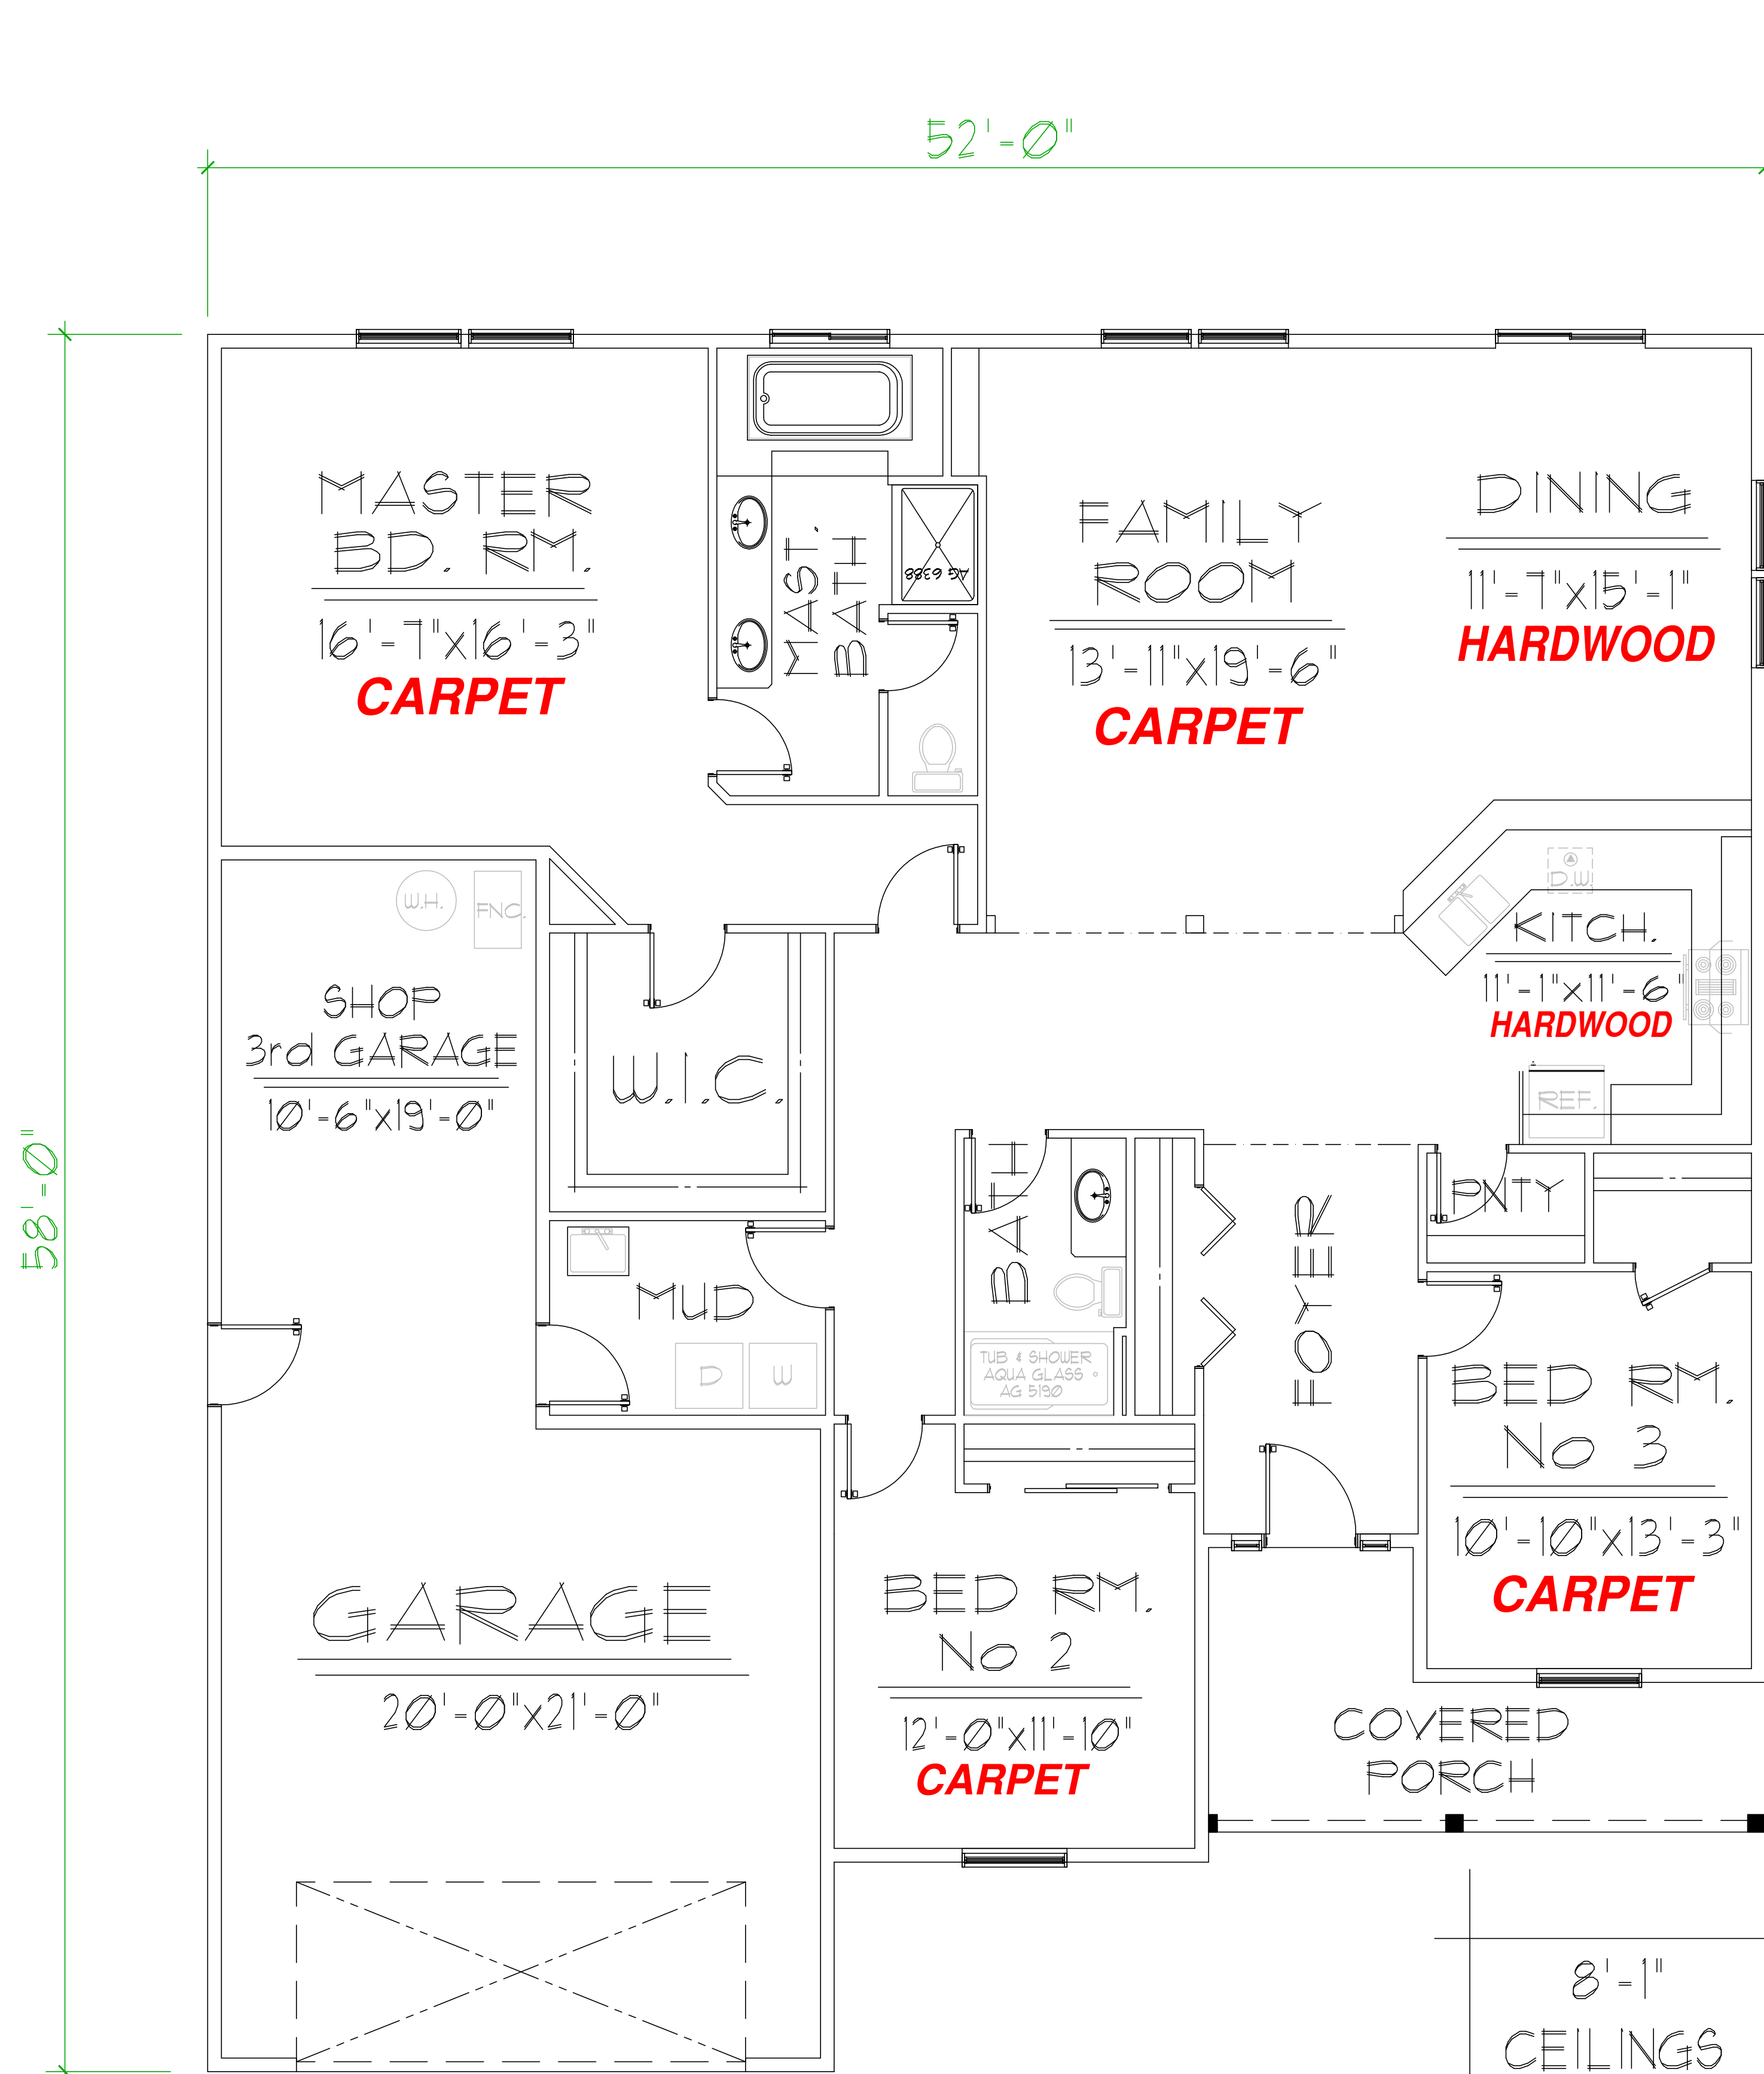 52'-0"
58'-0"
MASTER
BD. RM.
16'-7"x16'-3"
CARPET
MAST.
BATH
AG 6388
FAMILY
ROOM
13'-11"x19'-6"
CARPET
DINING
11'-7"x15'-1"
HARDWOOD
W.H.
FNC.
SHOP
3rd GARAGE
10'-6"x19'-0"
W.I.C.
D.W.
KITCH.
11'-1"x11'-6"
HARDWOOD
REF.
PNTY
MUD
D
W
BATH
TUB & SHOWER
AQUA GLASS
AG 5190
FOYER
BED RM.
No 3
10'-10"x13'-3"
CARPET
GARAGE
20'-0"x21'-0"
BED RM.
No 2
12'-0"x11'-10"
CARPET
COVERED
PORCH
8'-1"
CEILINGS